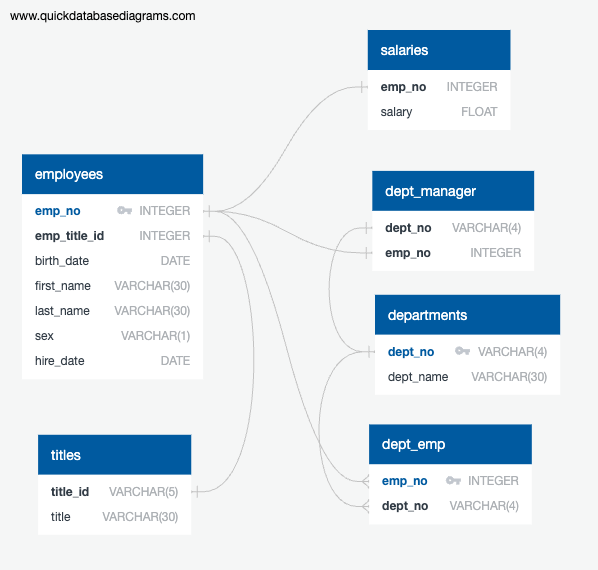 www.quickdatabasediagrams.com
salaries
emp_no INTEGER
salary FLOAT
employees
emp_no INTEGER
emp_title_id INTEGER
birth_date DATE
first_name VARCHAR(30)
last_name VARCHAR(30)
sex VARCHAR(1)
hire_date DATE
dept_manager
dept_no VARCHAR(4)
emp_no INTEGER
departments
dept_no VARCHAR(4)
dept_name VARCHAR(30)
titles
title_id VARCHAR(5)
title VARCHAR(30)
dept_emp
emp_no INTEGER
dept_no VARCHAR(4)